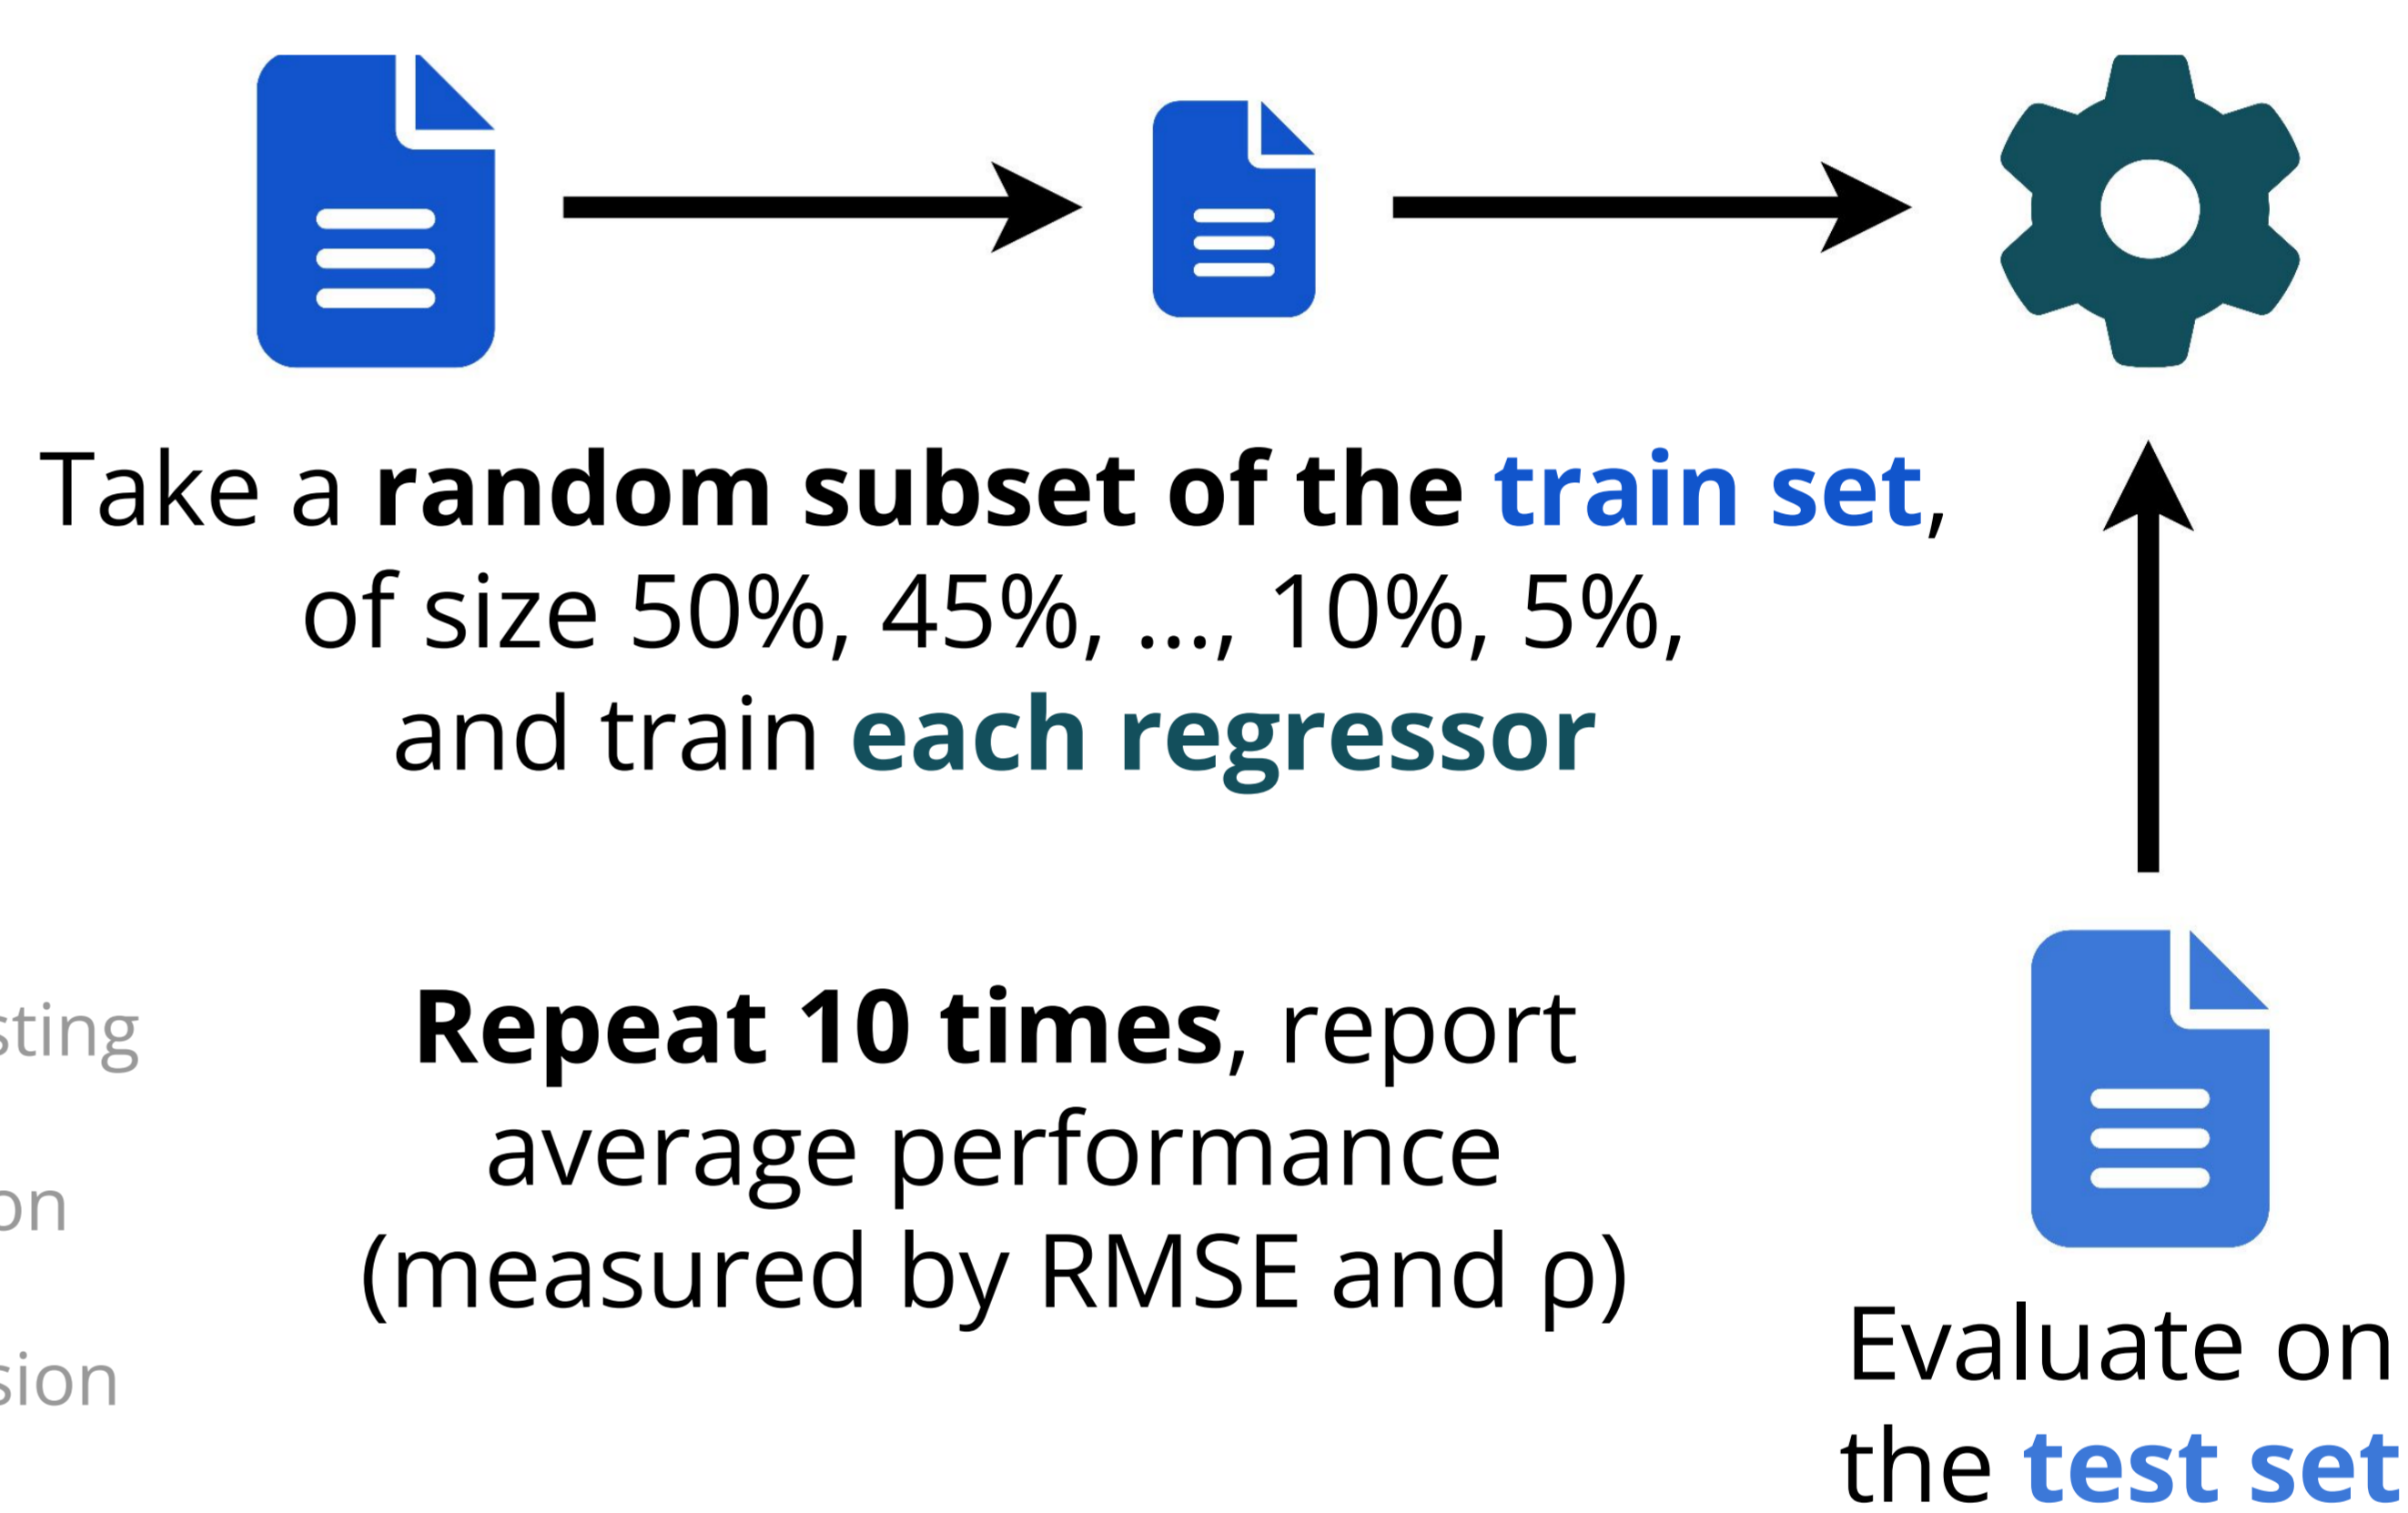 Take a random subset of the train set,
of size 50%, 45%, ..., 10%, 5%,
and train each regressor
sting
on
sion
Repeat 10 times, report
average performance
(measured by RMSE and ρ)
Evaluate on
the test set